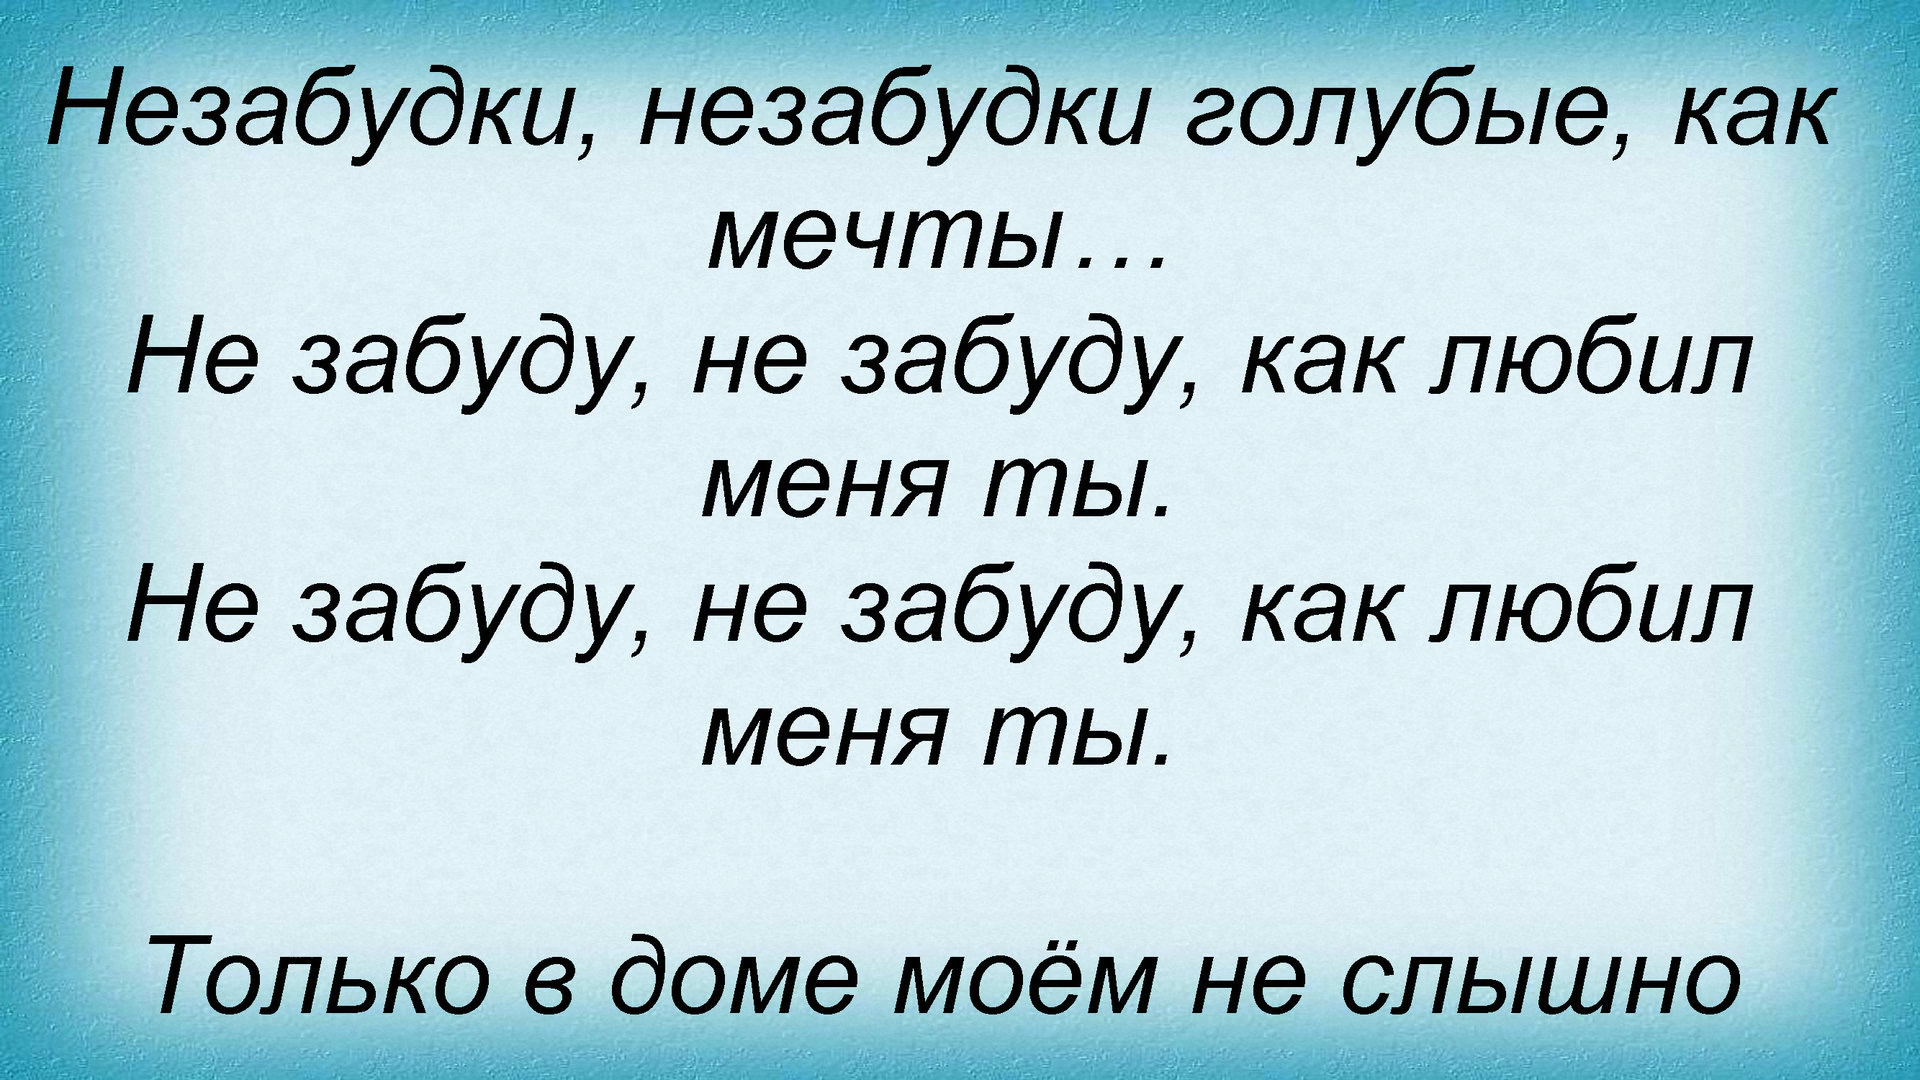 Незабудки, незабудки голубые, как
мечты…
Не забуду, не забуду, как любил
меня ты.
Не забуду, не забуду, как любил
меня ты.
Только в доме моём не слышно